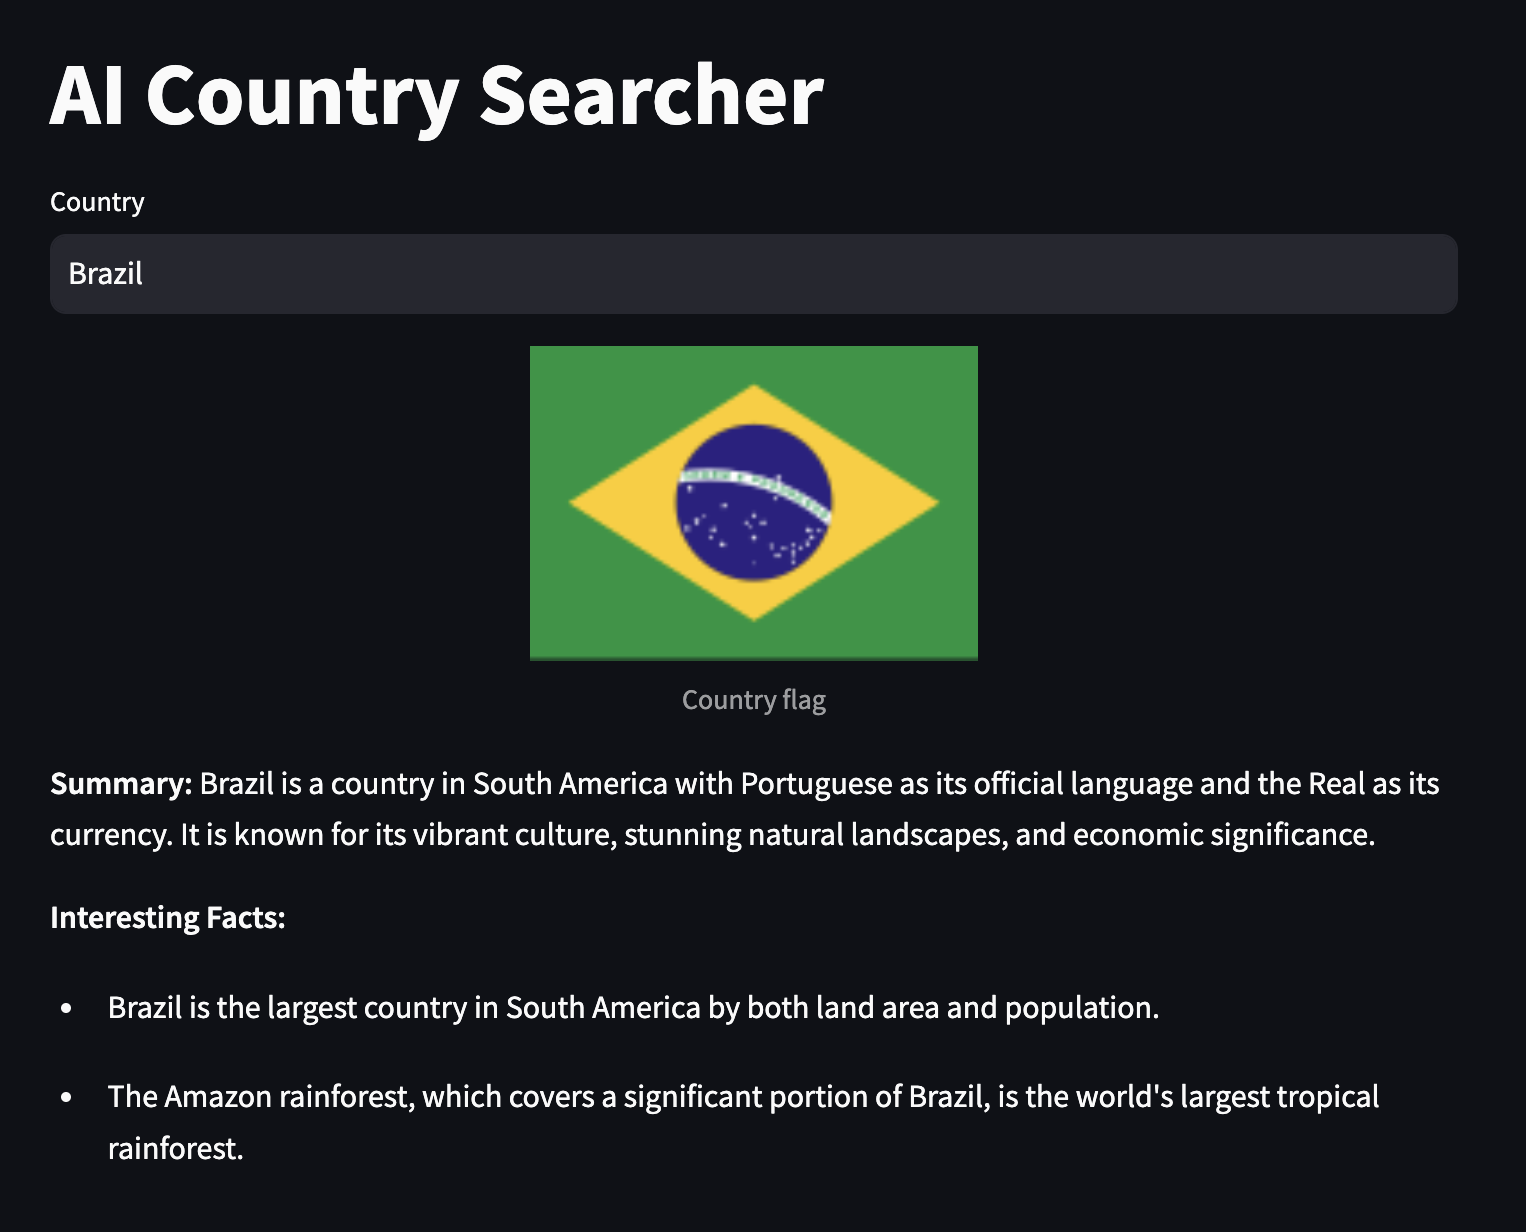 AI Country Searcher
Country
Brazil
Country flag
Summary: Brazil is a country in South America with Portuguese as its official language and the Real as its
currency. It is known for its vibrant culture, stunning natural landscapes, and economic significance.
Interesting Facts:
• Brazil is the largest country in South America by both land area and population.
• The Amazon rainforest, which covers a significant portion of Brazil, is the world's largest tropical
rainforest.